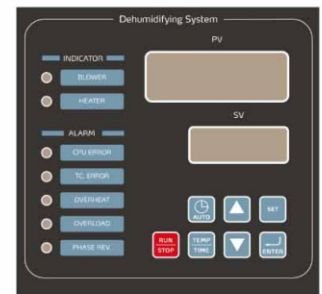 Dehumidifying System
PV
INDICATOR
BLOWER
HEATER
SV
ALARM
CPU ERROR
TC. ERROR
OVERHEAT
OVERLOAD
PHASE REV.
AUTO
SET
RUN
STOP
TEMP
TIME
ENTER